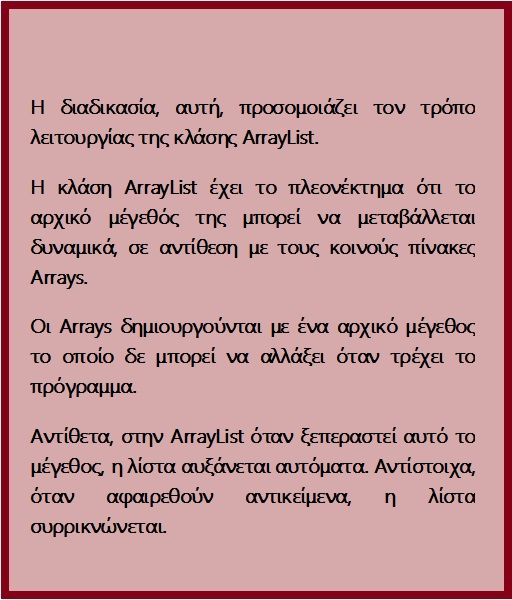 Η διαδικασία, αυτή, προσομοιάζει τον τρόπο
λειτουργίας της κλάσης ArrayList.
Η κλάση ArrayList έχει το πλεονέκτημα ότι το
αρχικό μέγεθός της μπορεί να μεταβάλλεται
δυναμικά, σε αντίθεση με τους κοινούς πίνακες
Arrays.
Οι Arrays δημιουργούνται με ένα αρχικό μέγεθος
το οποίο δε μπορεί να αλλάξει όταν τρέχει το
πρόγραμμα.
Αντίθετα, στην ArrayList όταν ξεπεραστεί αυτό το
μέγεθος, η λίστα αυξάνεται αυτόματα. Αντίστοιχα,
όταν αφαιρεθούν αντικείμενα, η λίστα
συρρικνώνεται.